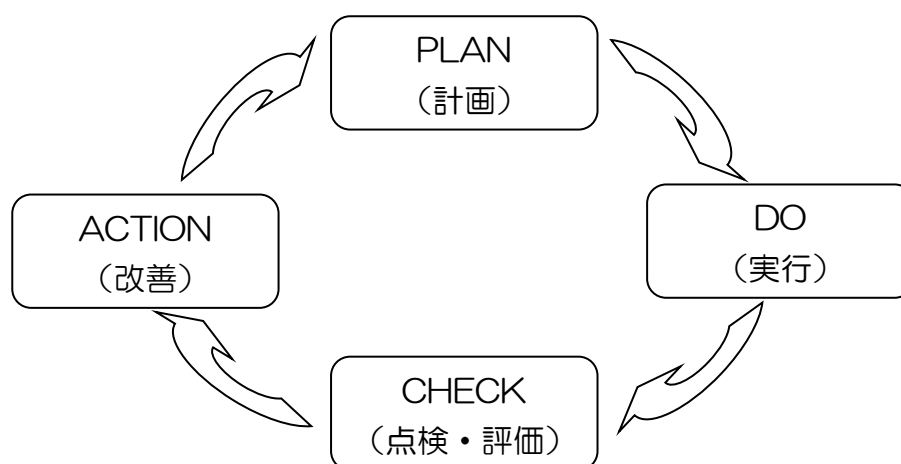 PLAN
（計画）
DO
（実行）
CHECK
（点検・評価）
ACTION
（改善）